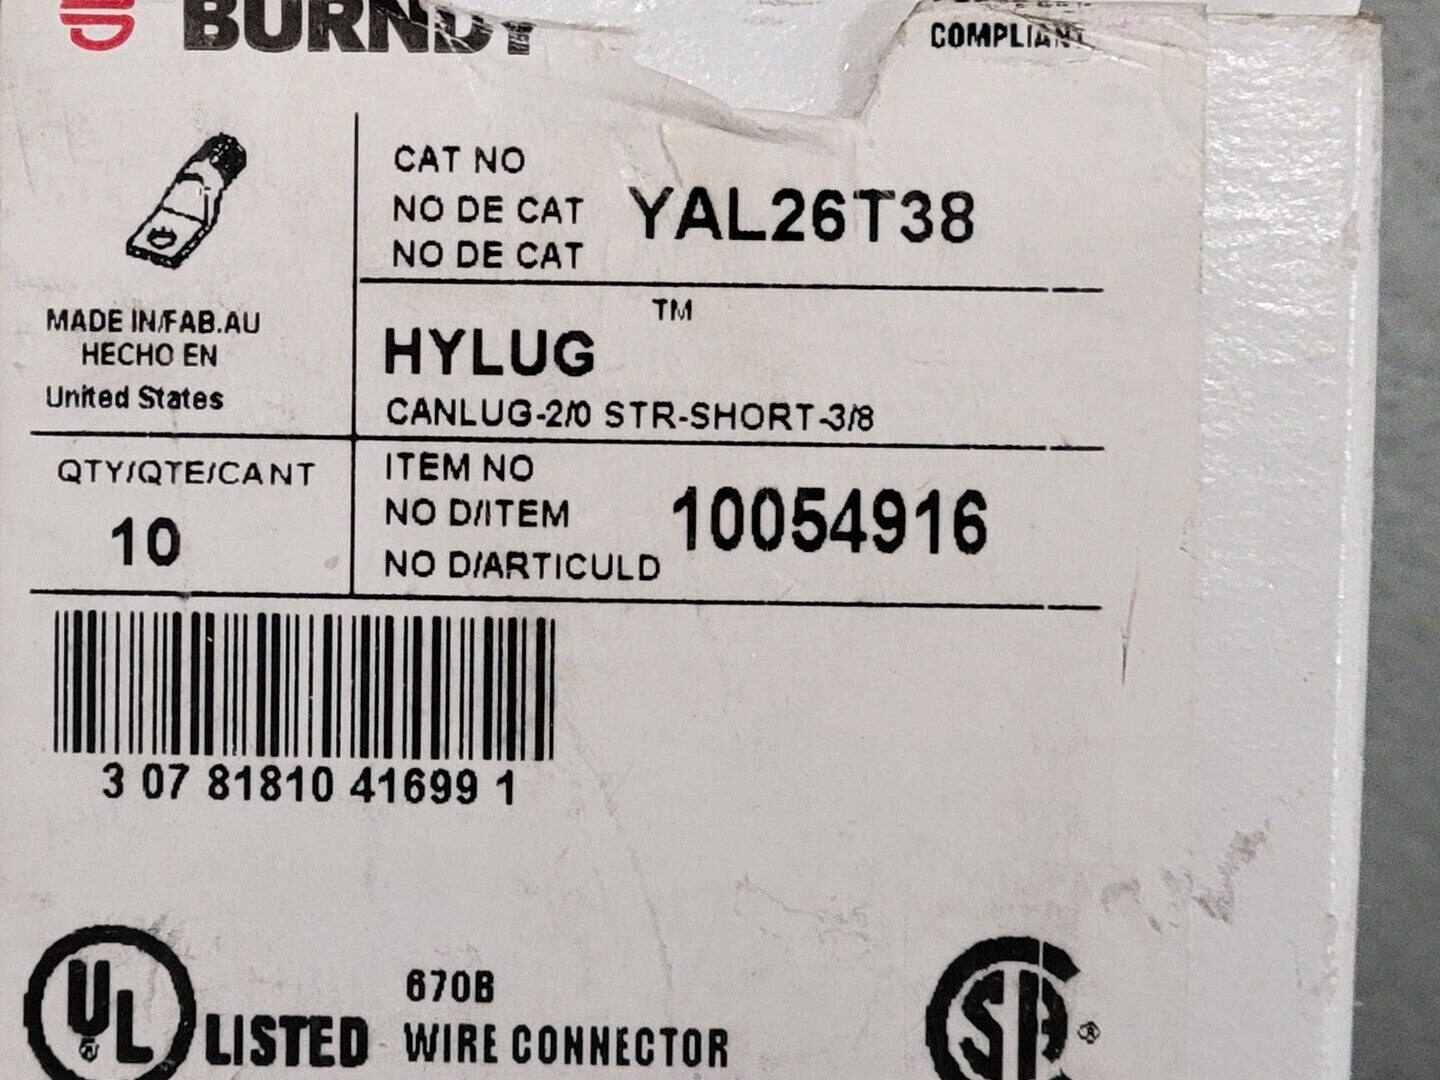 BURNDY
COMPLIANT
CAT NO
NO DE CAT
NO DE CAT
YAL26T38
MADE IN/FAB.AU
HECHO EN
United States
HYLUG™
CANLUG-2/0 STR-SHORT-3/8
QTY/QTE/CANT
10
ITEM NO
NO D/ITEM
NO D/ARTICULD
10054916
3 07 81810 41699 1
UL
LISTED
670B
WIRE CONNECTOR
SA®